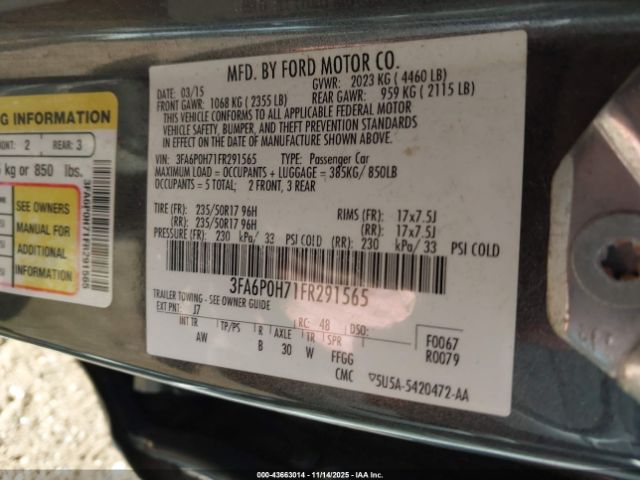 G INFORMATION
ONT: 2 REAR: 3
kg or 850 lbs.
SEE OWNERS
MANUAL FOR
ADDITIONAL
INFORMATION
3FA6P0H71FR291565
MFD. BY FORD MOTOR CO.
DATE: 03/15 GVWR: 2023 KG ( 4460 LB)
FRONT GAWR: 1068 KG ( 2355 LB) REAR GAWR: 959 KG ( 2115 LB)
THIS VEHICLE CONFORMS TO ALL APPLICABLE FEDERAL MOTOR
VEHICLE SAFETY, BUMPER, AND THEFT PREVENTION STANDARDS
IN EFFECT ON THE DATE OF MANUFACTURE SHOWN ABOVE.
VIN: 3FA6P0H71FR291565 TYPE: Passenger Car
MAXIMUM LOAD = OCCUPANTS + LUGGAGE = 385KG/ 850LB
OCCUPANTS = 5 TOTAL; 2 FRONT, 3 REAR
TIRE (FR): 235/50R17 96H RIMS (FR): 17x7.5J
(RR): 235/50R17 96H (RR): 17x7.5J
PRESSURE (FR): 230 kPa/ 33 PSI COLD (RR): 230 kPa/ 33 PSI COLD
3FA6P0H71FR291565
TRAILER TOWING - SEE OWNER GUIDE
EXT PNT: J7 RC: 48 DSO: F0067
INT TR TP/PS R AXLE TR SPR R0079
AW B 30 W FFGG
CMC 5U5A-5420472-AA
000-43663014 - 11/14/2025 - IAA Inc.